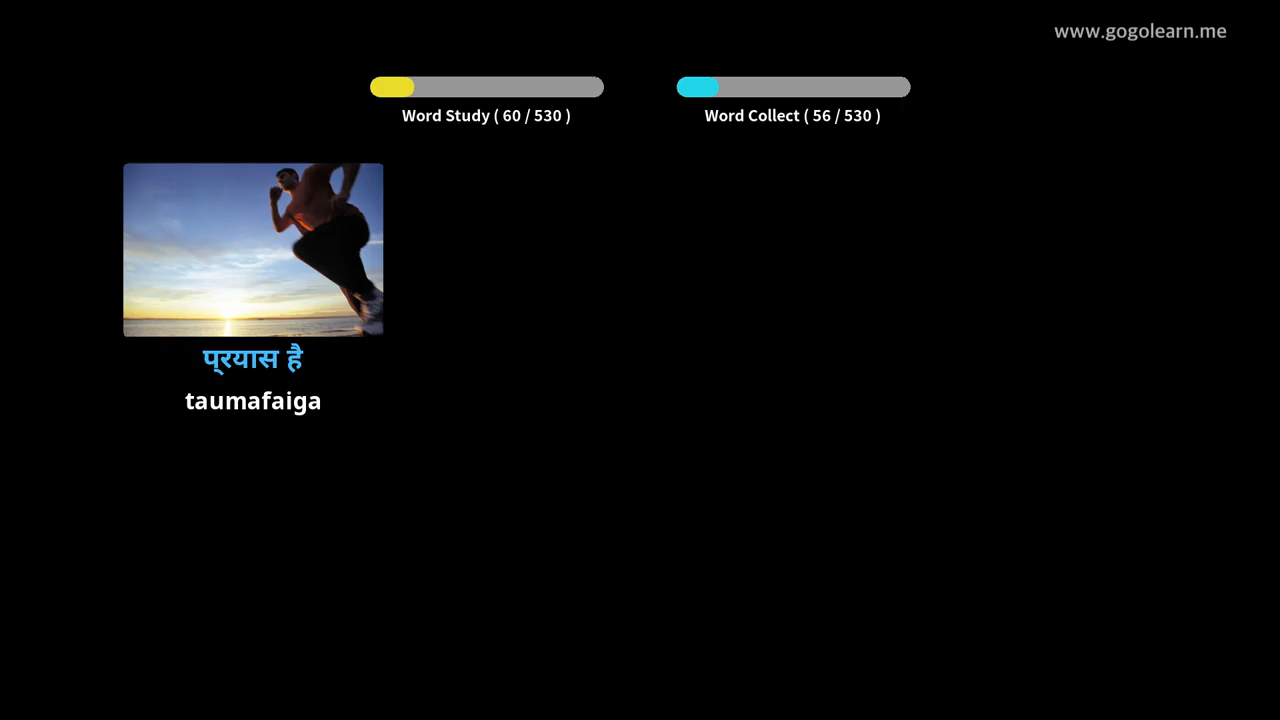 www.gogolearn.me
Word Study ( 60 / 530 )
Word Collect ( 56 / 530 )
प्रयास है
taumafaiga